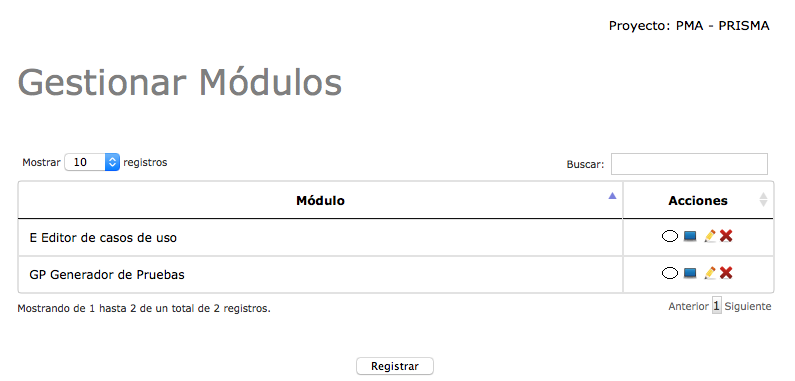 Proyecto: PMA - PRISMA
Gestionar Módulos
Mostrar 10 registros
Buscar:
Módulo Acciones
E Editor de casos de uso
GP Generador de Pruebas
Mostrando de 1 hasta 2 de un total de 2 registros.
Anterior 1 Siguiente
Registrar